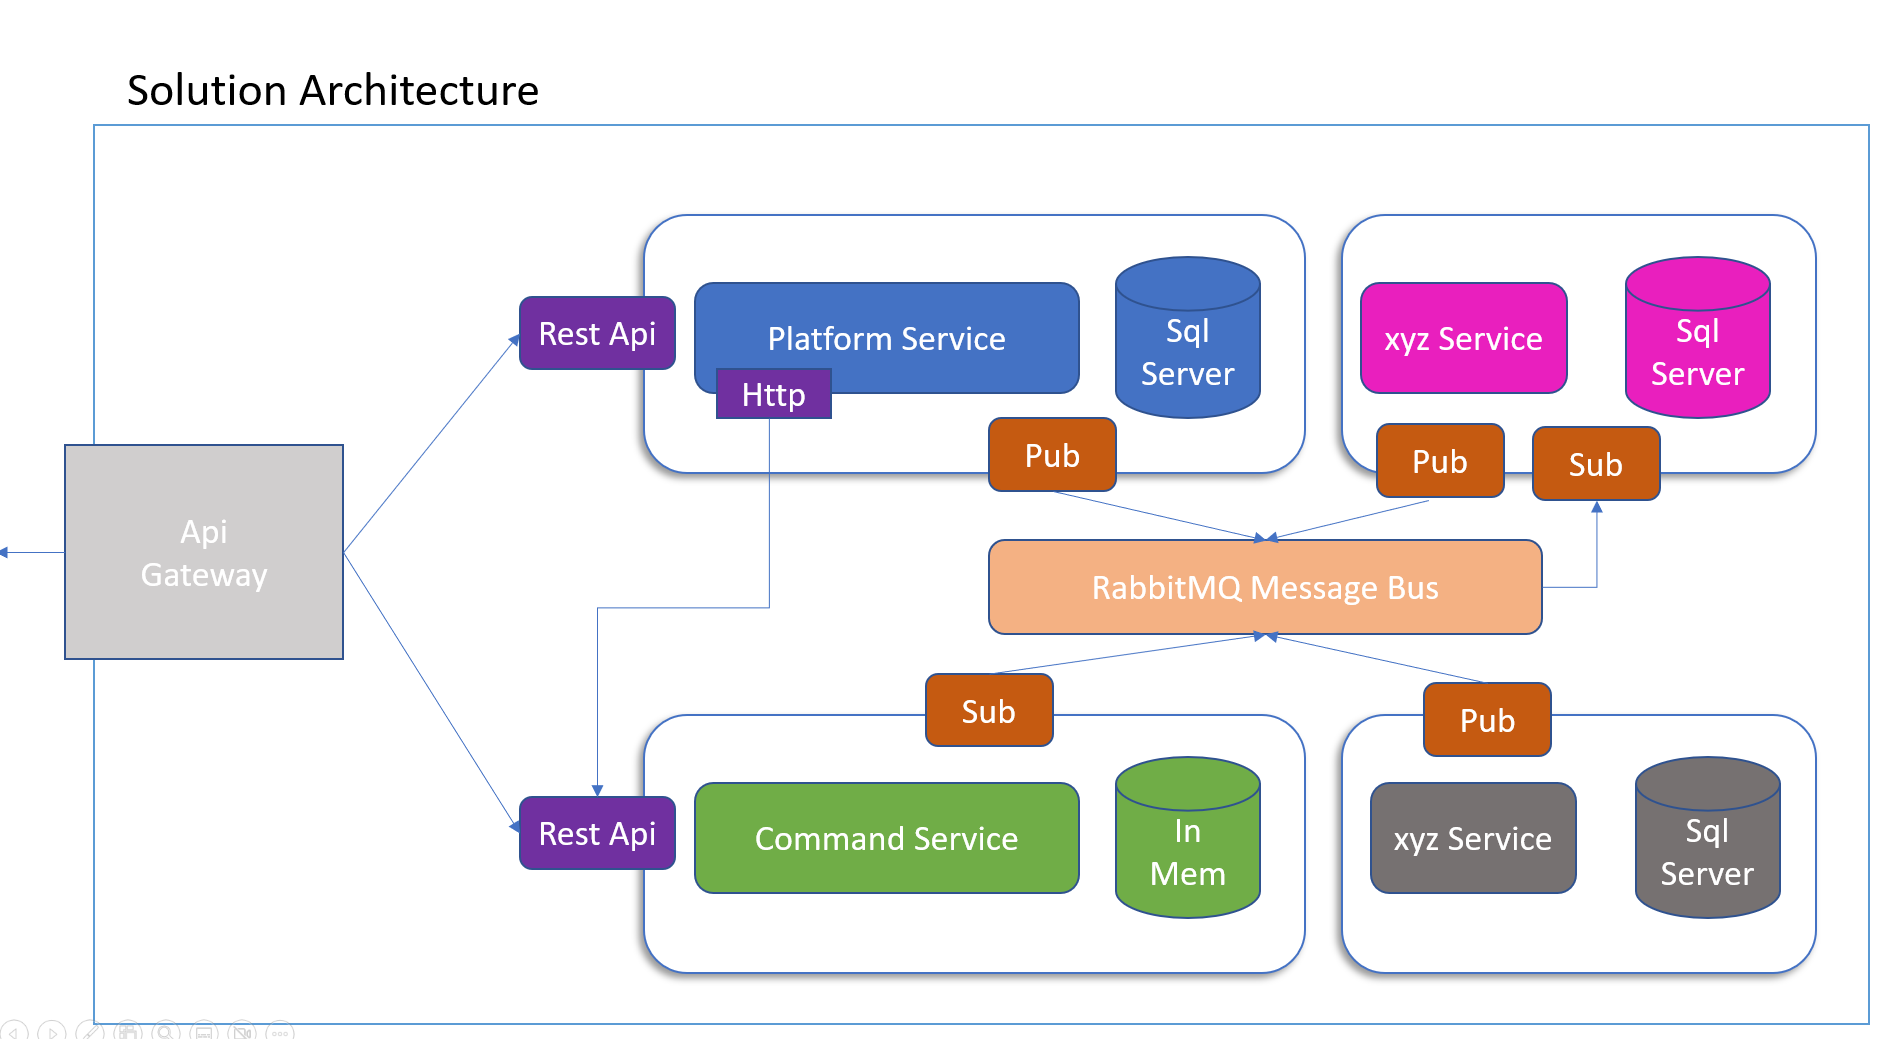 Solution Architecture
Rest Api
Platform Service
Http
Sql
Server
Pub
xyz Service
Sql
Server
Pub
Sub
Api
Gateway
RabbitMQ Message Bus
Sub
Rest Api
Command Service
In
Mem
Pub
xyz Service
Sql
Server